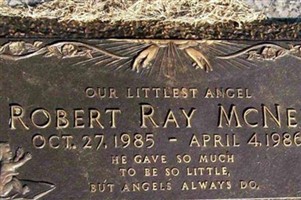 OUR LITTLEST ANGEL
ROBERT RAY MCNE
OCT. 27, 1985 - APRIL 4, 1986
HE GAVE SO MUCH
TO BE SO LITTLE,
BUT ANGELS ALWAYS DO.